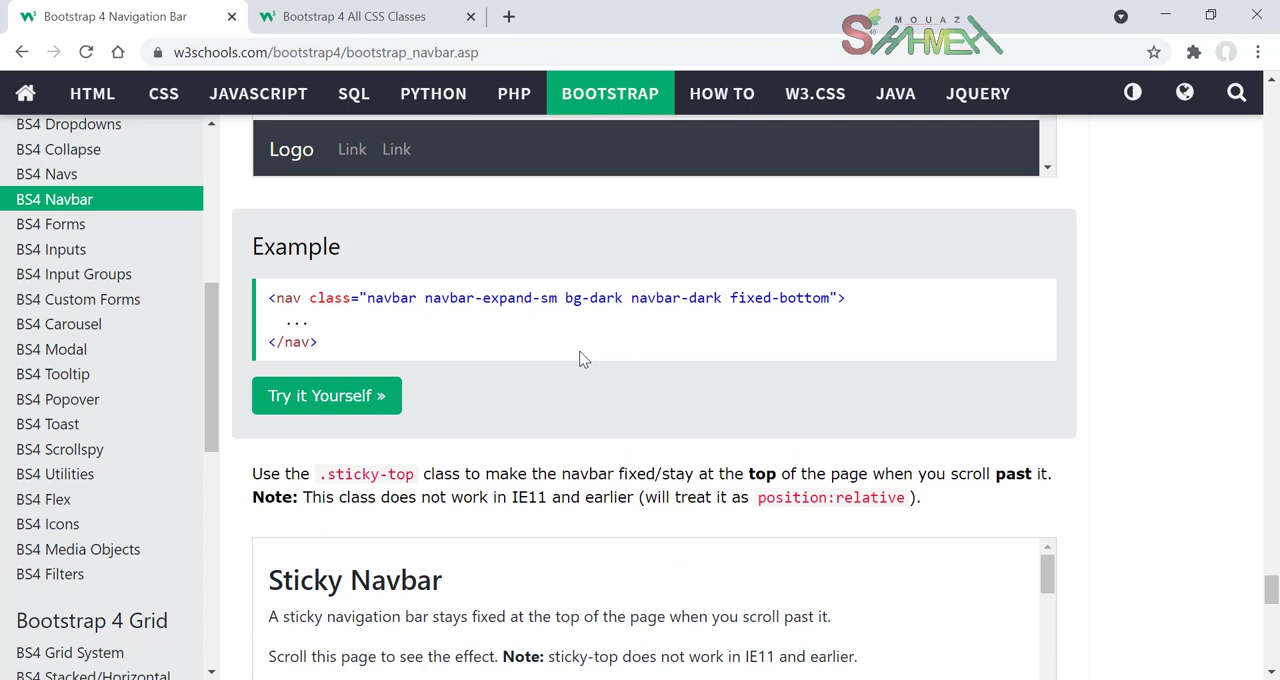 Bootstrap 4 Navigation Bar
Bootstrap 4 All CSS Classes
MOUAZ
SHAHMEH
w3schools.com/bootstrap4/bootstrap_navbar.asp
HTML CSS JAVASCRIPT SQL PYTHON PHP BOOTSTRAP HOW TO W3.CSS JAVA JQUERY
BS4 Dropdowns
BS4 Collapse
BS4 Navs
BS4 Navbar
BS4 Forms
BS4 Inputs
BS4 Input Groups
BS4 Custom Forms
BS4 Carousel
BS4 Modal
BS4 Tooltip
BS4 Popover
BS4 Toast
BS4 Scrollspy
BS4 Utilities
BS4 Flex
BS4 Icons
BS4 Media Objects
BS4 Filters
Bootstrap 4 Grid
BS4 Grid System
BS4 Stacked/Horizontal
Logo Link Link
Example
<nav class="navbar navbar-expand-sm bg-dark navbar-dark fixed-bottom">
...
</nav>
Try it Yourself »
Use the .sticky-top class to make the navbar fixed/stay at the top of the page when you scroll past it.
Note: This class does not work in IE11 and earlier (will treat it as position:relative ).
Sticky Navbar
A sticky navigation bar stays fixed at the top of the page when you scroll past it.
Scroll this page to see the effect. Note: sticky-top does not work in IE11 and earlier.